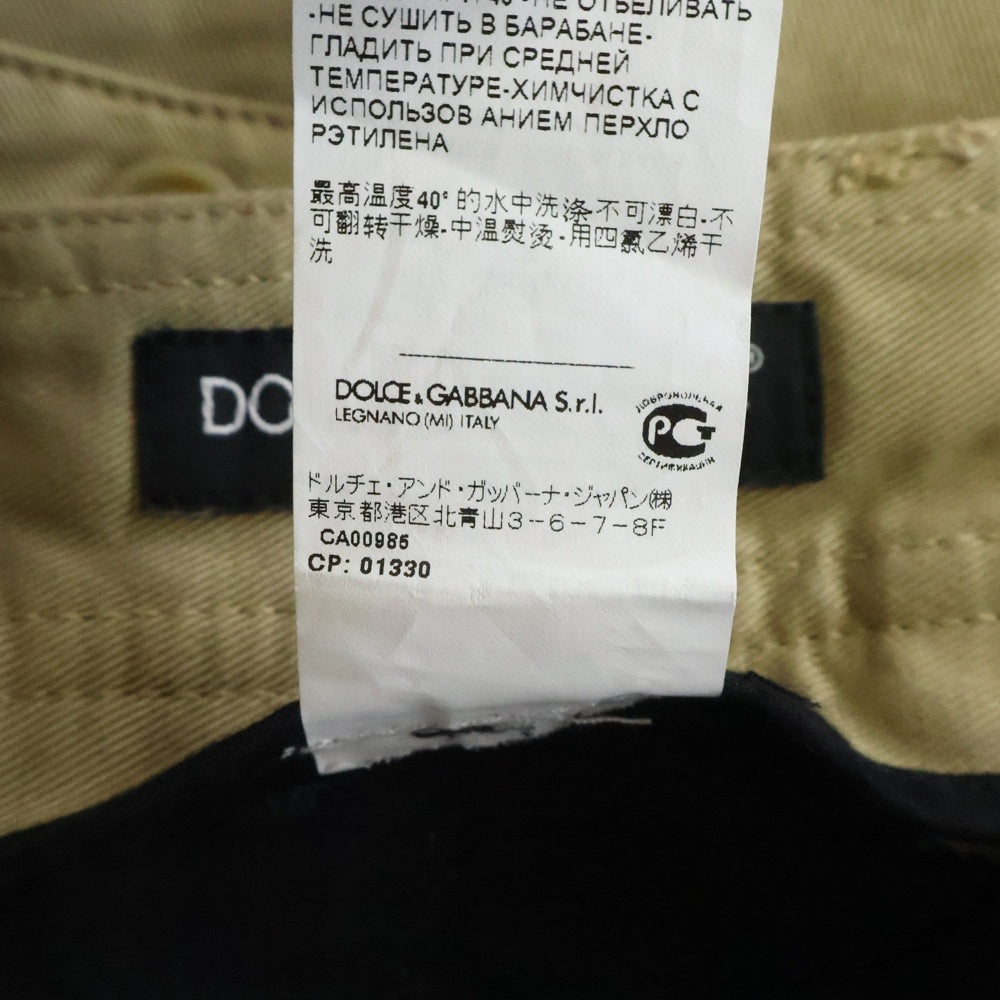 40°-НЕ ОТБЕЛИВАТЬ
-НЕ СУШИТЬ В БАРАБАНЕ-
ГЛАДИТЬ ПРИ СРЕДНЕЙ
ТЕМПЕРАТУРЕ-ХИМЧИСТКА С
ИСПОЛЬЗОВ АНИЕМ ПЕРХЛО
РЭТИЛЕНА
最高温度40°的水中洗涤-不可漂白-不
可翻转干燥-中温熨烫-用四氯乙烯干
洗
DO
®
DOLCE & GABBANA S.r.l.
LEGNANO (MI) ITALY
ДОБРОВОЛЬНАЯ
РСТ
СЕРТИФИКАЦИЯ
ドルチェ・アンド・ガッバーナ・ジャパン㈱
東京都港区北青山3-6-7-8F
CA00985
CP: 01330